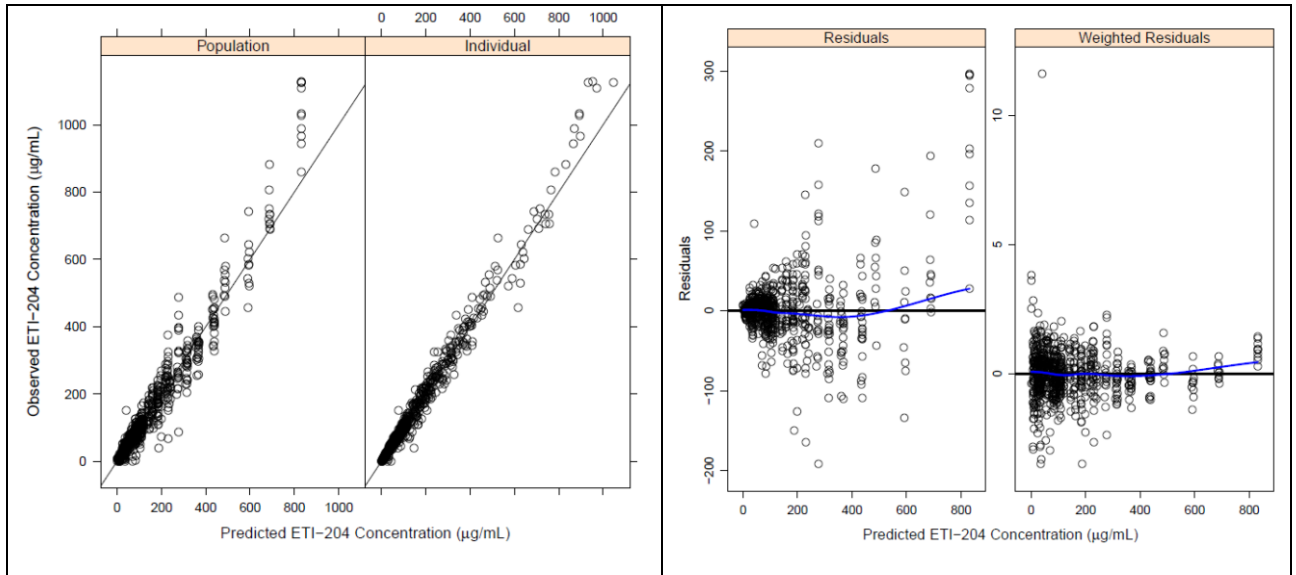 0 200 400 600 800 1000
Population Individual
Observed ETI−204 Concentration (μg/mL)
1000
800
600
400
200
0
0 200 400 600 800 1000
Predicted ETI−204 Concentration (μg/mL)
Residuals Weighted Residuals
Residuals
300
200
100
0
−100
−200
10
5
0
0 200 400 600 800
0 200 400 600 800
Predicted ETI−204 Concentration (μg/mL)